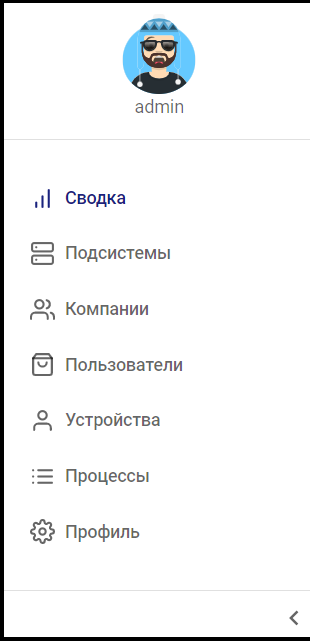 admin
Сводка
Подсистемы
Компании
Пользователи
Устройства
Процессы
Профиль